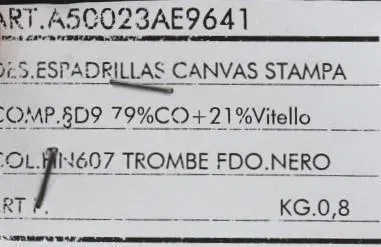 ART.A50023AE9641
DES.ESPADRILLAS CANVAS STAMPA
COMP.§D9 79%CO+21%Vitello
COL.HN607 TROMBE FDO.NERO
KG.0,8